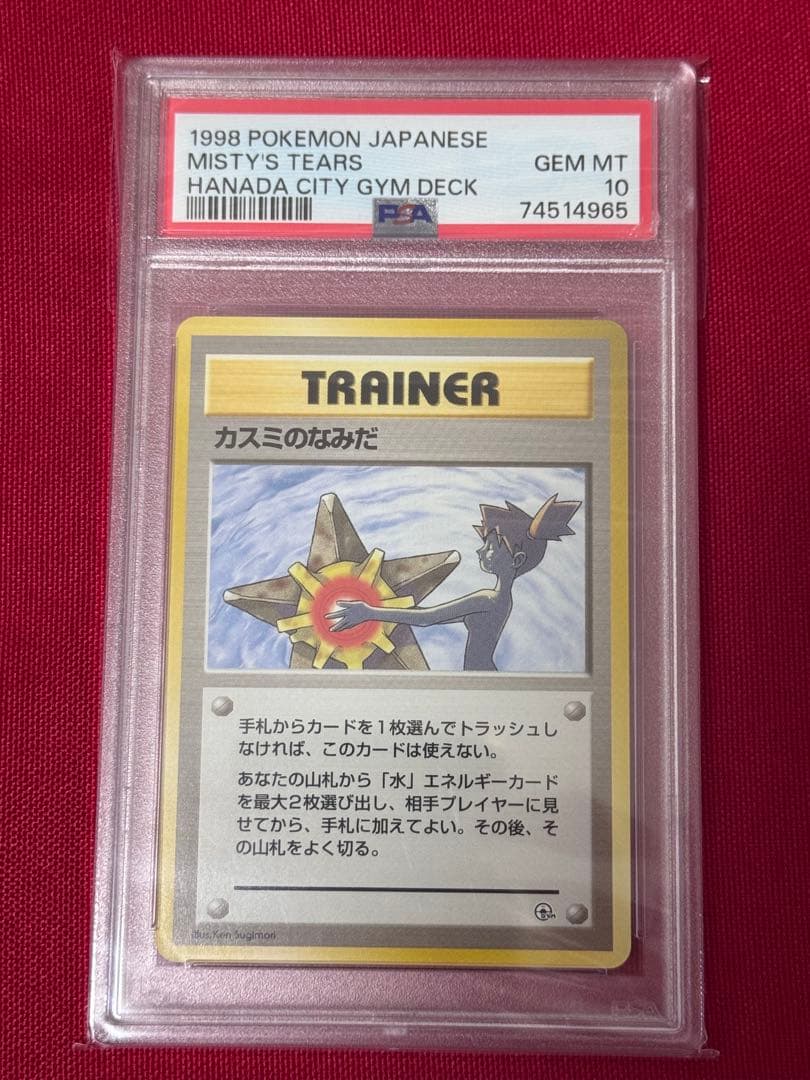 1998 POKEMON JAPANESE
MISTY'S TEARS GEM MT
HANADA CITY GYM DECK 10
PSA 74514965
TRAINER
カスミのなみだ
手札からカードを1枚選んでトラッシュし
なければ、このカードは使えない。
あなたの山札から「水」エネルギーカード
を最大2枚選び出し、相手プレイヤーに見
せてから、手札に加えてよい。その後、そ
の山札をよく切る。
GYM
illus.Ken Sugimori
PSA